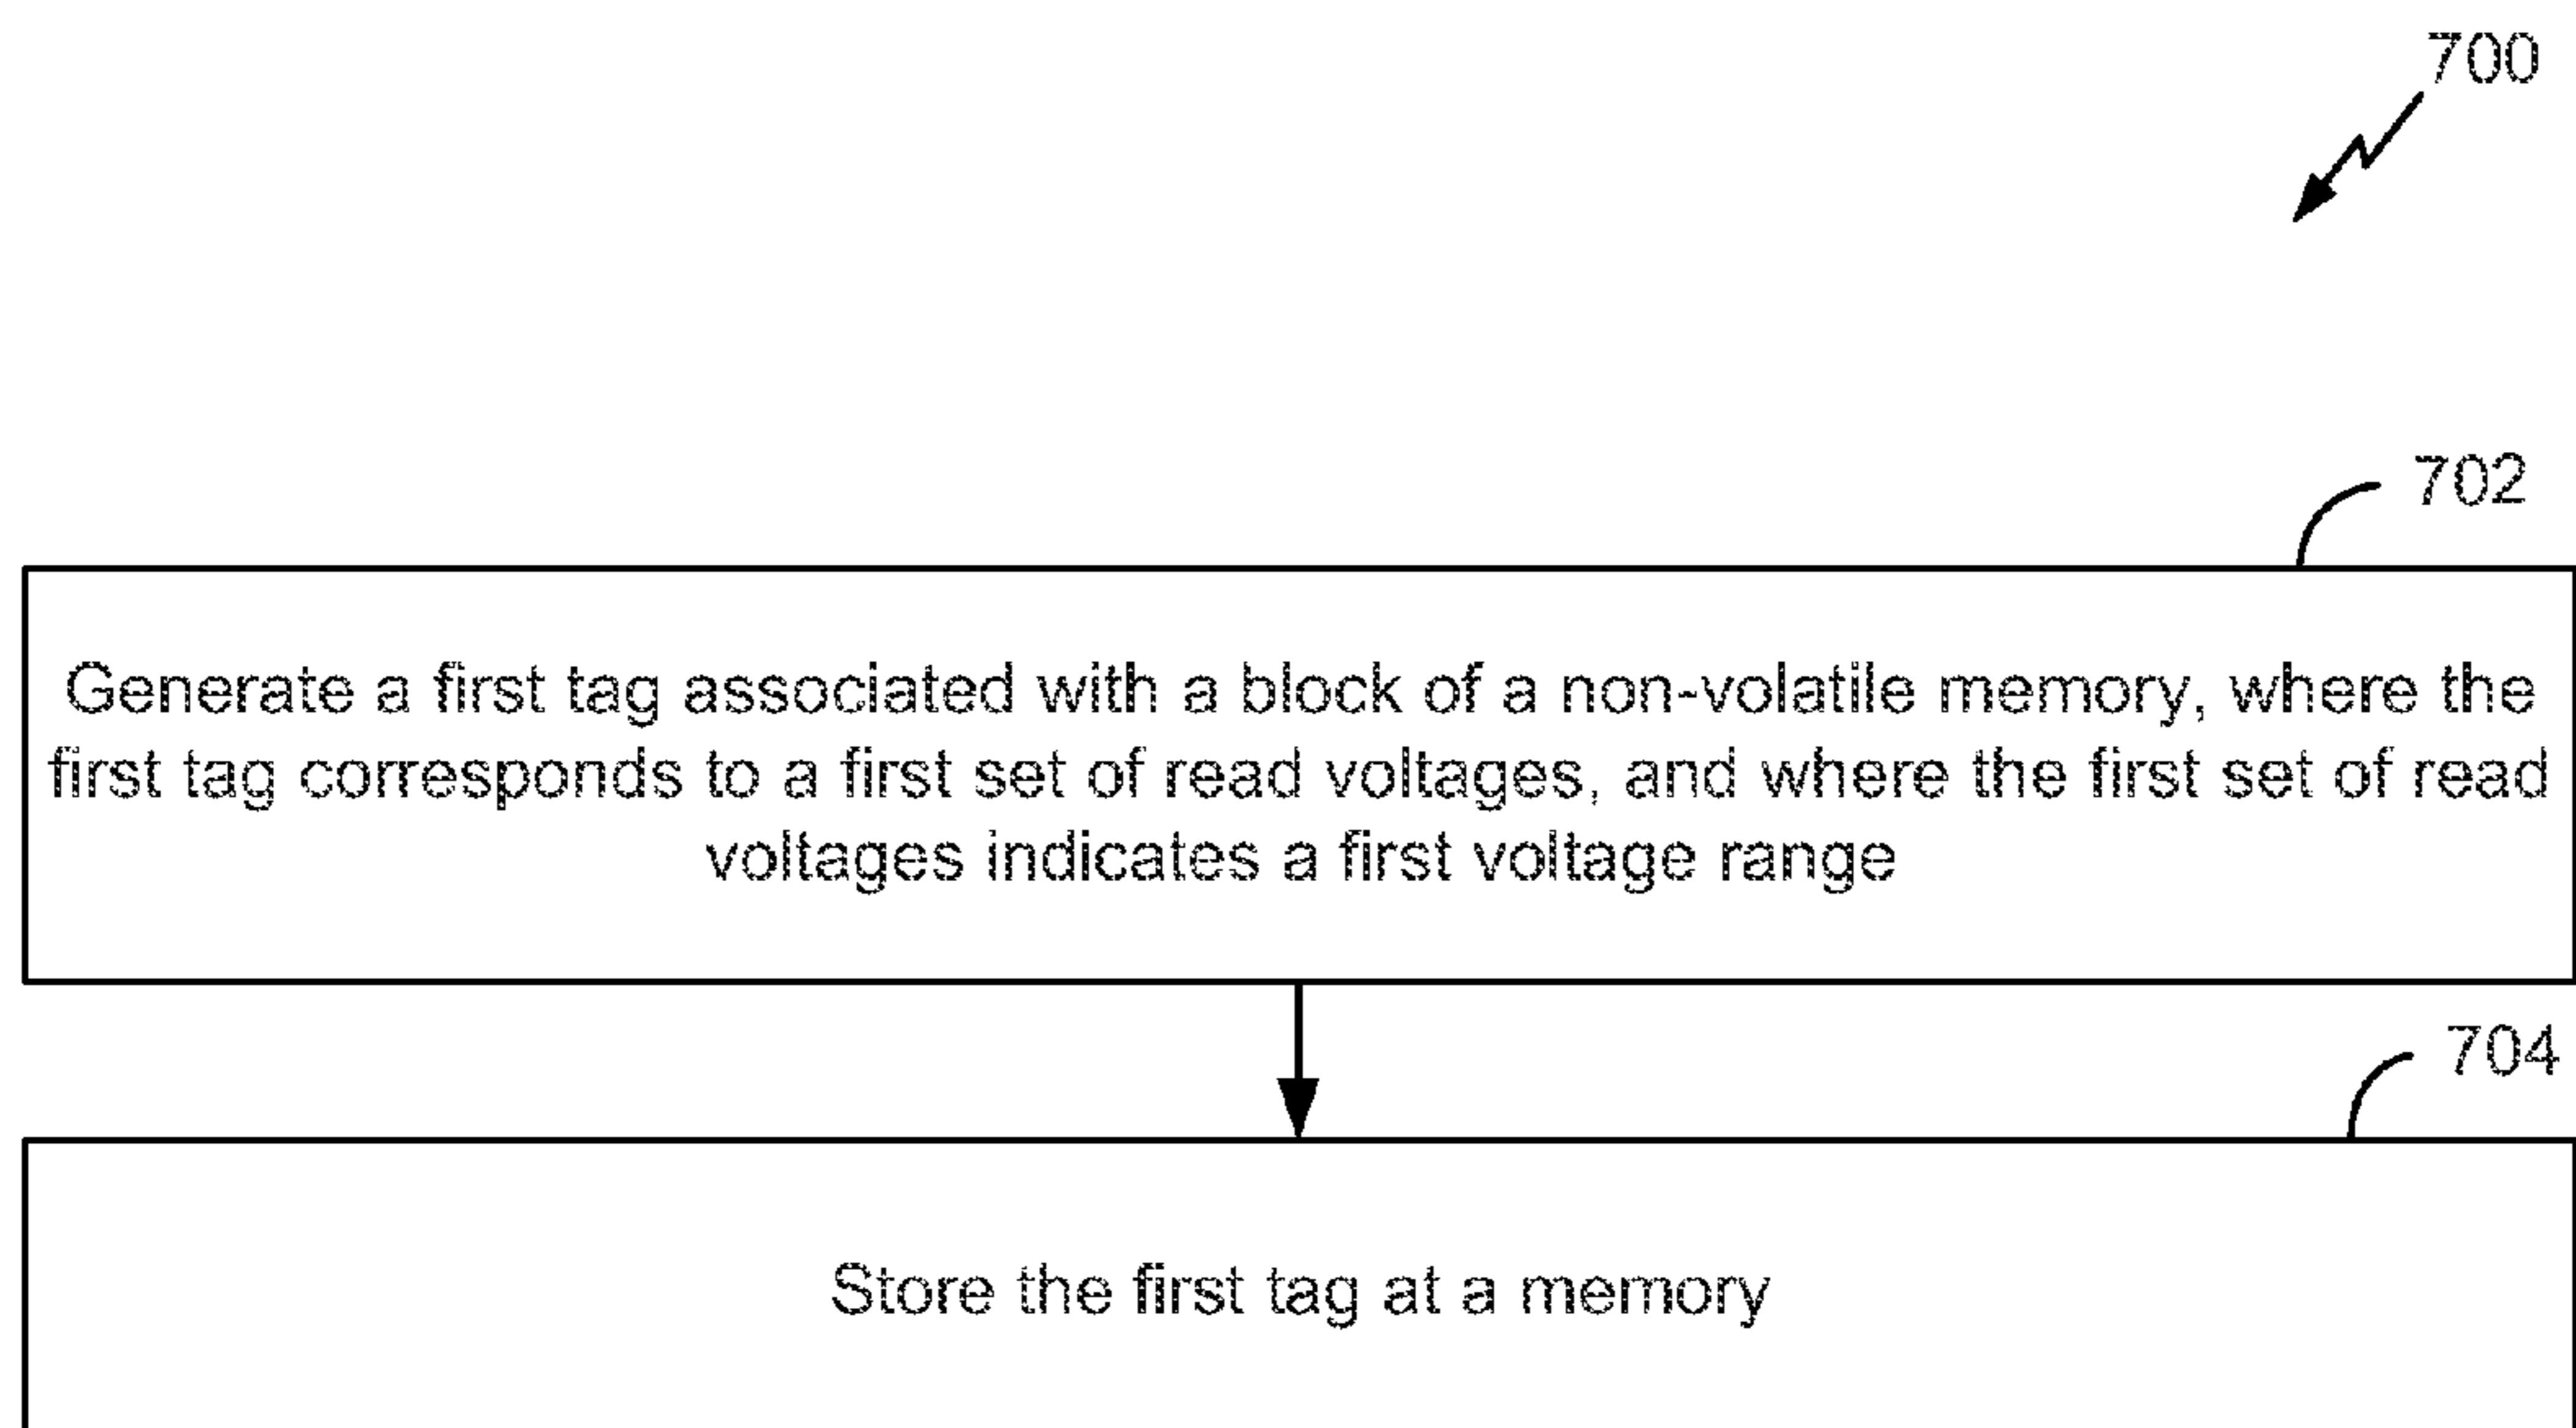 700
702
Generate a first tag associated with a block of a non-volatile memory, where the
first tag corresponds to a first set of read voltages, and where the first set of read
voltages indicates a first voltage range
704
Store the first tag at a memory